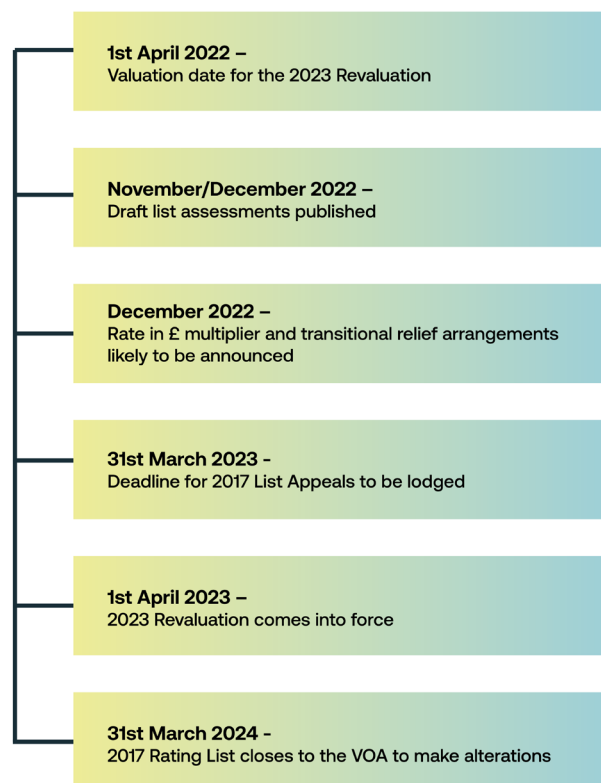 1st April 2022 –
Valuation date for the 2023 Revaluation
November/December 2022 –
Draft list assessments published
December 2022 –
Rate in £ multiplier and transitional relief arrangements
likely to be announced
31st March 2023 -
Deadline for 2017 List Appeals to be lodged
1st April 2023 –
2023 Revaluation comes into force
31st March 2024 -
2017 Rating List closes to the VOA to make alterations